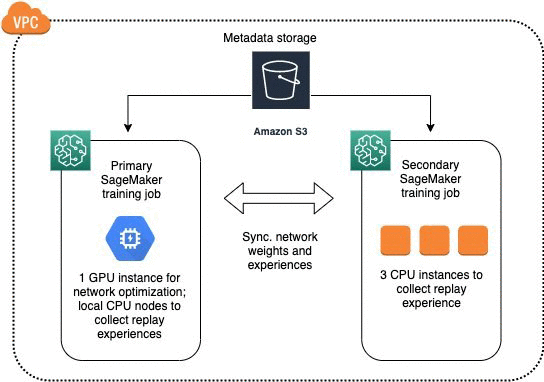 VPC
Metadata storage
Amazon S3
Primary
SageMaker
training job
1 GPU instance for
network optimization;
local CPU nodes to
collect replay
experiences
Sync. network
weights and
experiences
Secondary
SageMaker
training job
3 CPU instances to
collect replay
experience